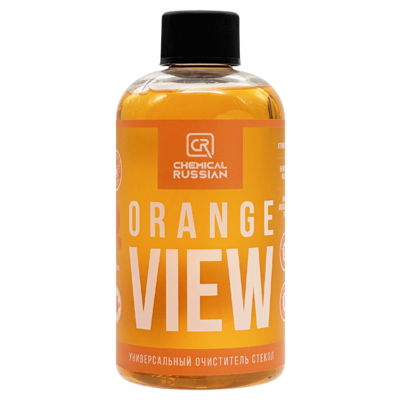 CR
CHEMICAL
RUSSIAN
ORANGE
VIEW
УНИВЕРСАЛЬНЫЙ ОЧИСТИТЕЛЬ СТЕКОЛ